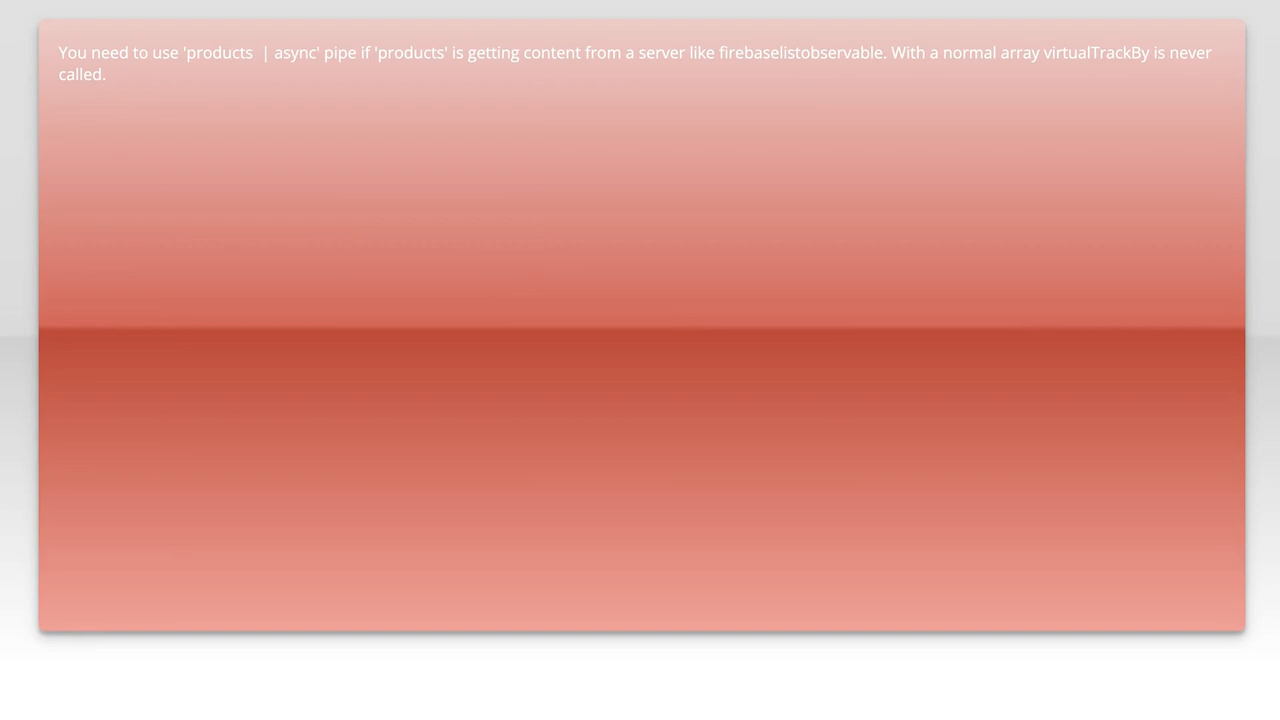 You need to use 'products  | async' pipe if 'products' is getting content from a server like firebaselistobservable. With a normal array virtualTrackBy is never
called.